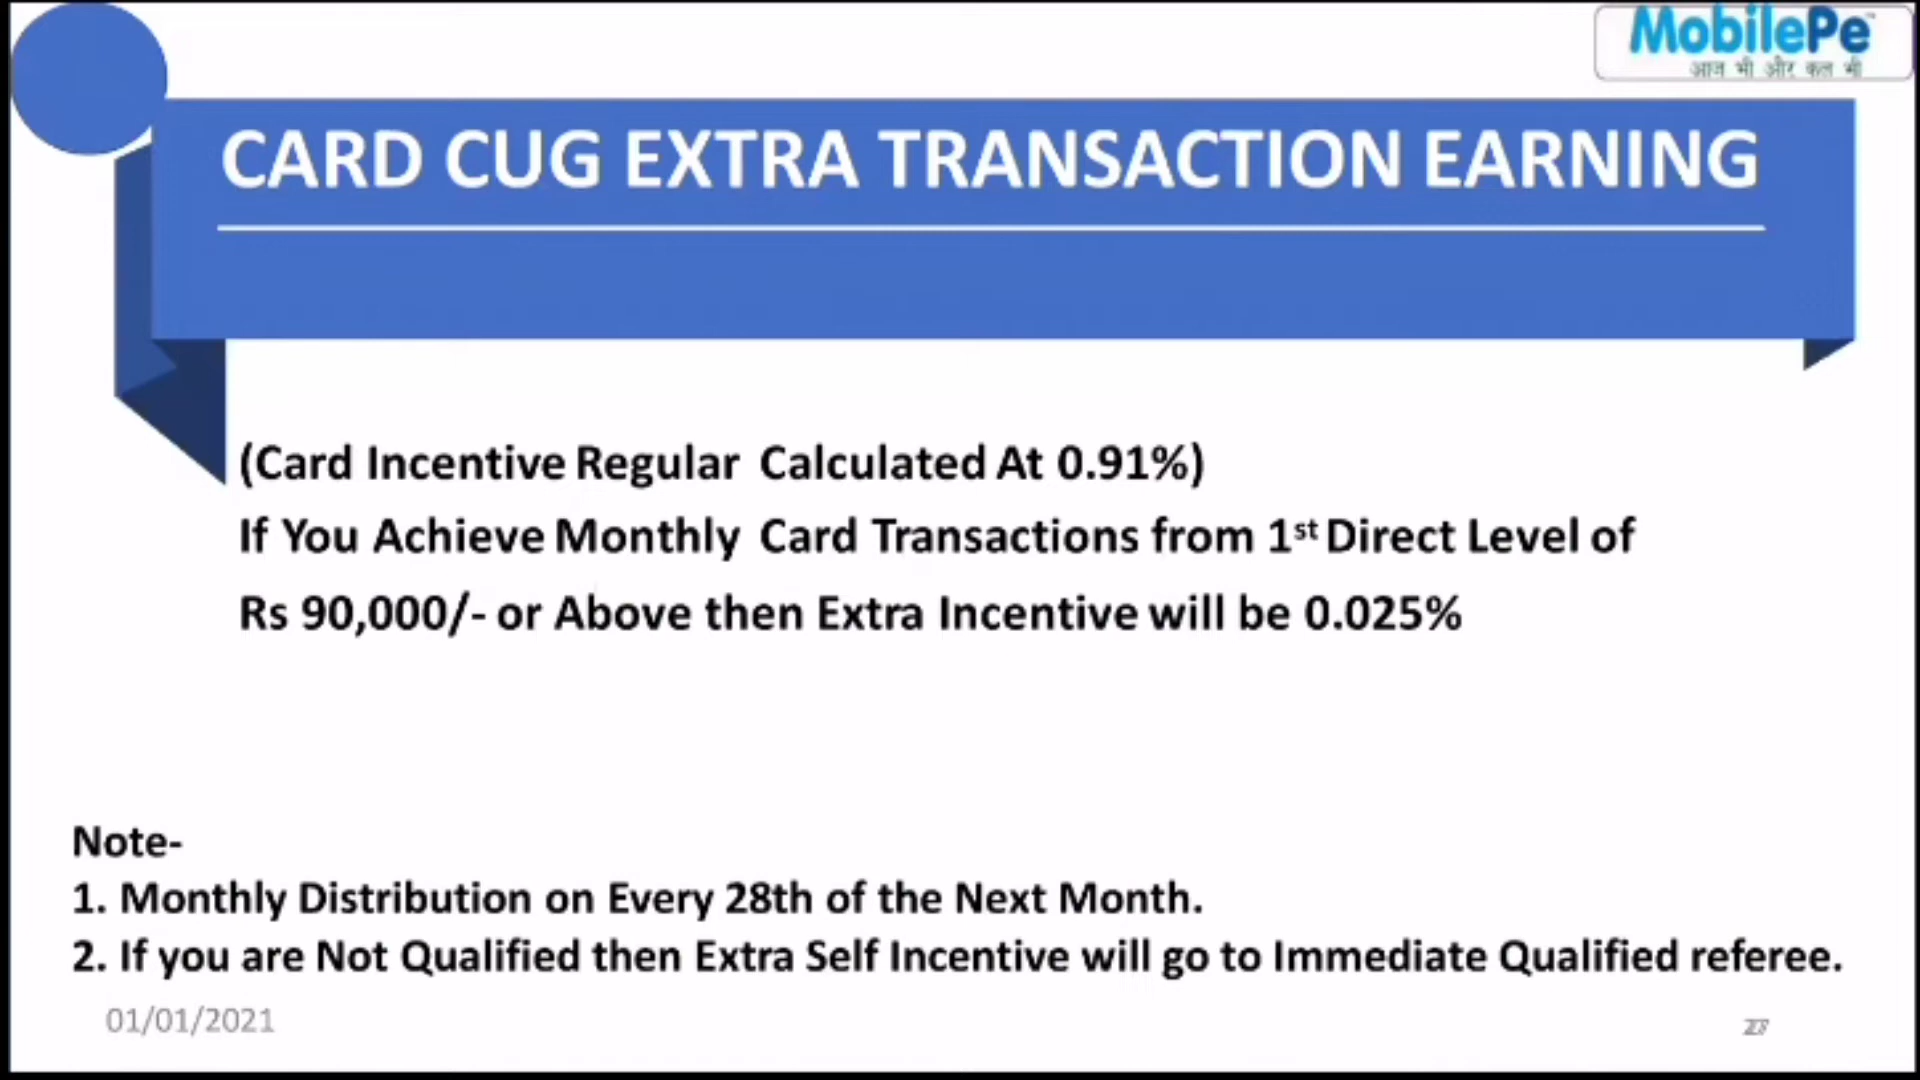 MobilePe
आज भी और कल भी
CARD CUG EXTRA TRANSACTION EARNING
(Card Incentive Regular Calculated At 0.91%)
If You Achieve Monthly Card Transactions from 1st Direct Level of
Rs 90,000/- or Above then Extra Incentive will be 0.025%
Note-
1. Monthly Distribution on Every 28th of the Next Month.
2. If you are Not Qualified then Extra Self Incentive will go to Immediate Qualified referee.
01/01/2021